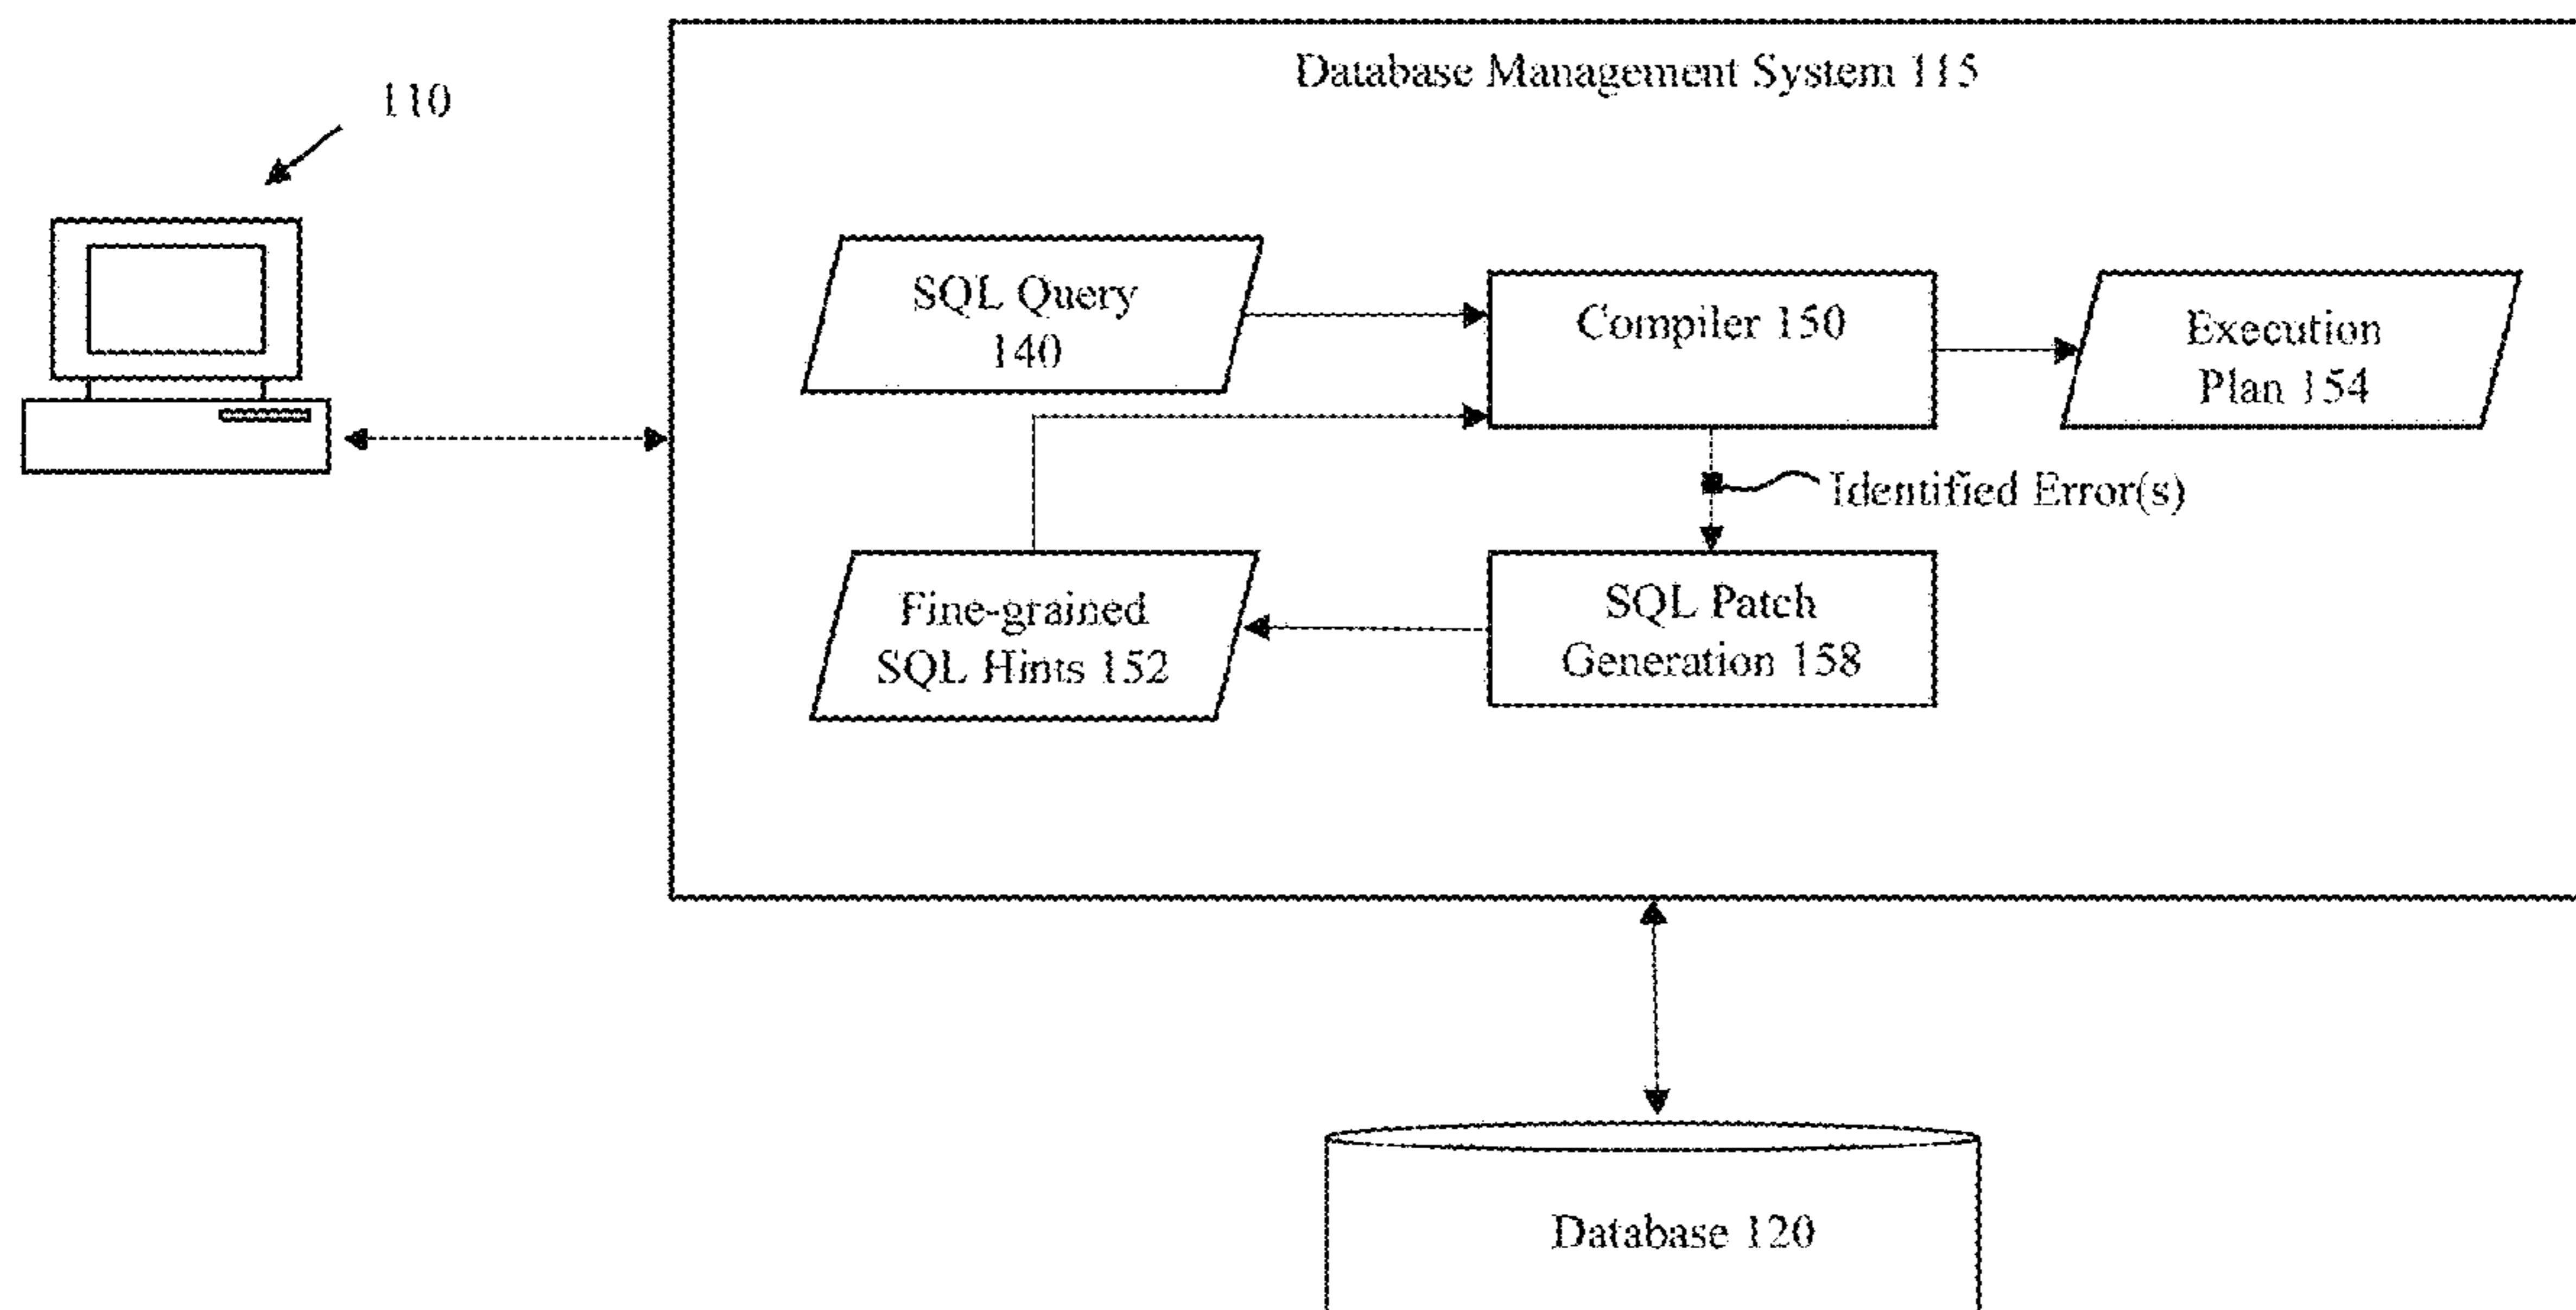 Database Management System 115
110
SQL Query
140
Compiler 150
Execution
Plan 154
Identified Error(s)
Fine-grained
SQL Hints 152
SQL Patch
Generation 158
Database 120